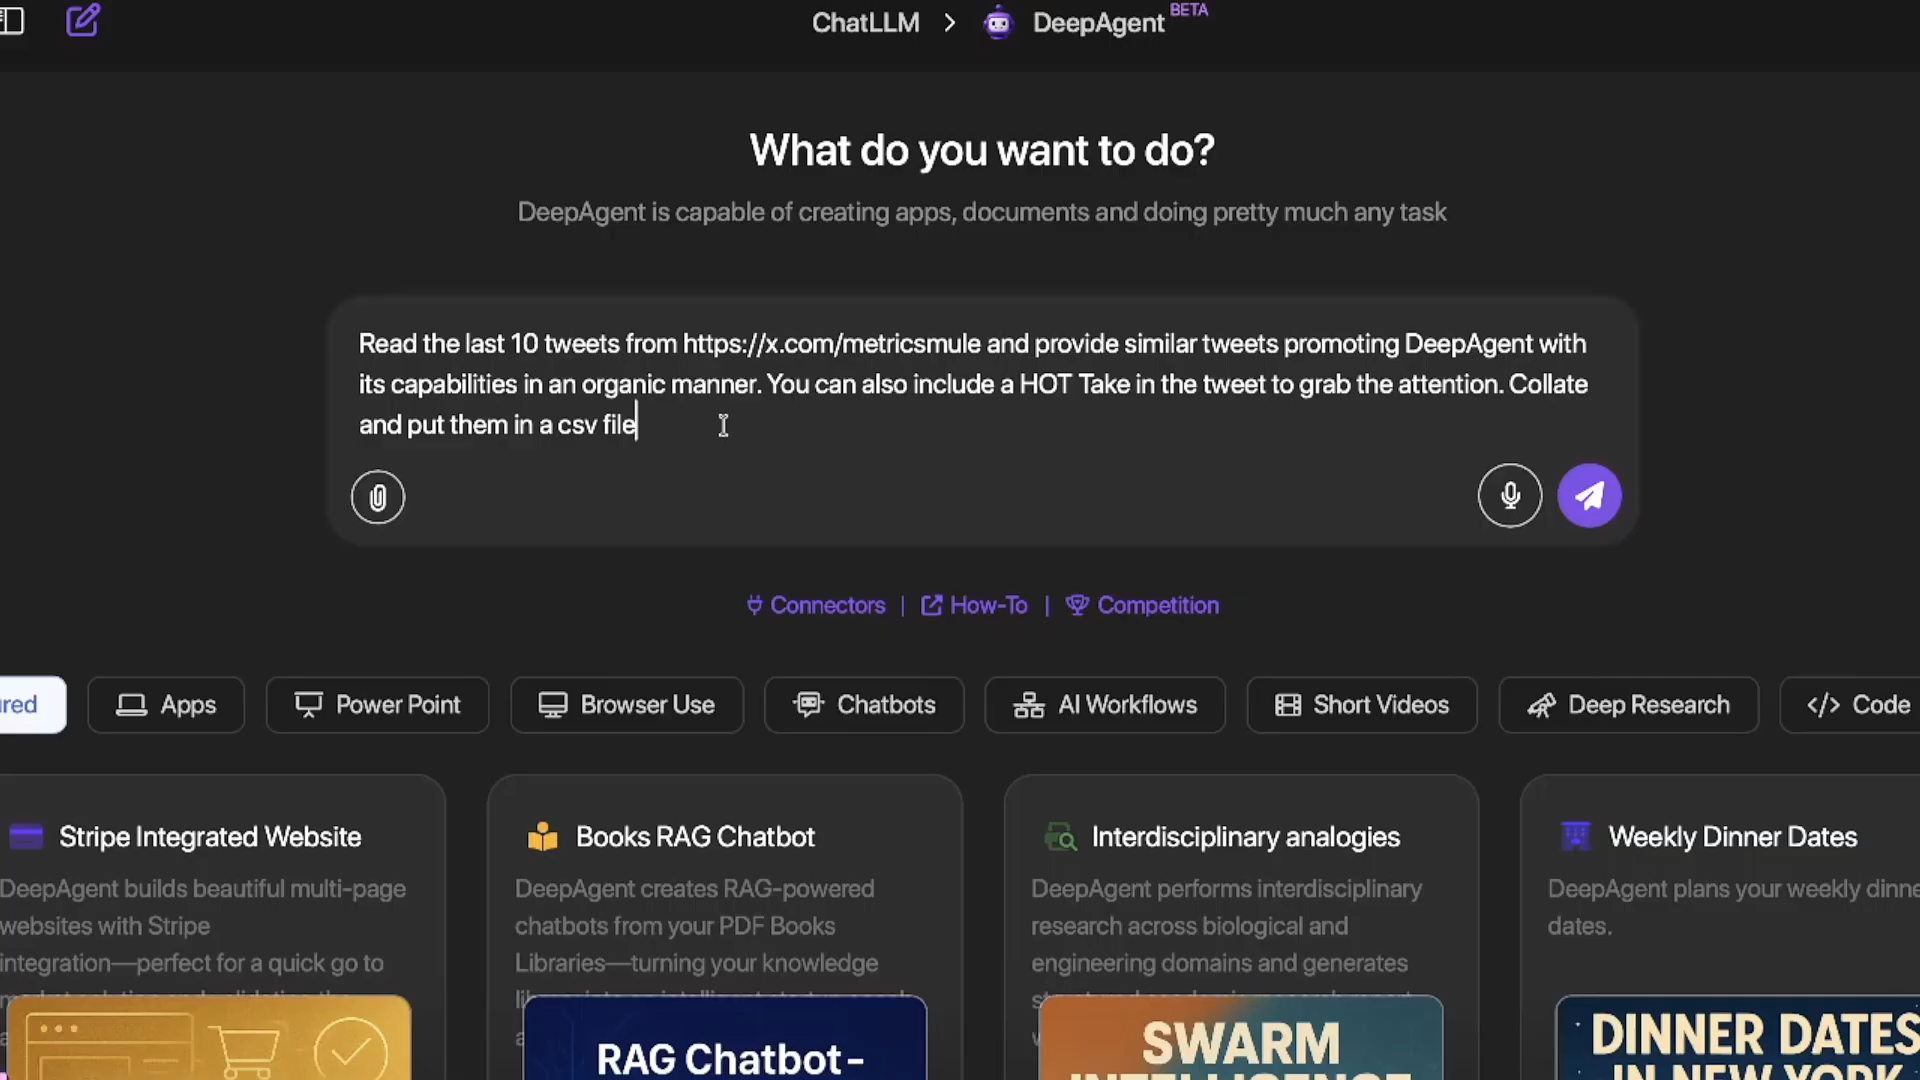 ChatLLM > DeepAgent BETA
What do you want to do?
DeepAgent is capable of creating apps, documents and doing pretty much any task
Read the last 10 tweets from https://x.com/metricsmule and provide similar tweets promoting DeepAgent with
its capabilities in an organic manner. You can also include a HOT Take in the tweet to grab the attention. Collate
and put them in a csv file
Connectors | How-To | Competition
ured Apps Power Point Browser Use Chatbots AI Workflows Short Videos Deep Research Code
Stripe Integrated Website
DeepAgent builds beautiful multi-page
websites with Stripe
integration—perfect for a quick go to
Books RAG Chatbot
DeepAgent creates RAG-powered
chatbots from your PDF Books
Libraries—turning your knowledge
RAG Chatbot-
Interdisciplinary analogies
DeepAgent performs interdisciplinary
research across biological and
engineering domains and generates
SWARM
INTELLIGENCE
Weekly Dinner Dates
DeepAgent plans your weekly dinne
dates.
DINNER DATES
IN NEW YORK